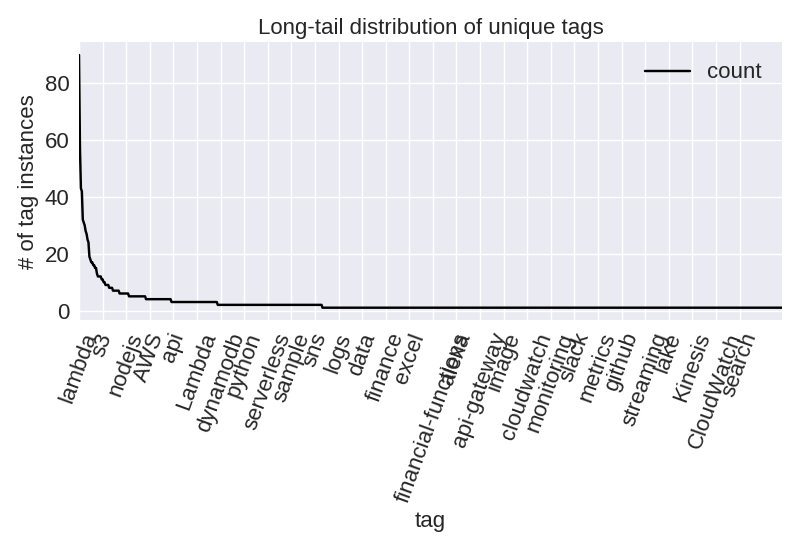 Long-tail distribution of unique tags
count
# of tag instances
80
60
40
20
0
lambda
s3
nodejs
AWS
api
Lambda
dynamodb
python
serverless
sample
sns
logs
data
finance
excel
financial-functions
alexa
api-gateway
image
cloudwatch
monitoring
slack
metrics
github
streaming
lake
Kinesis
CloudWatch
search
tag